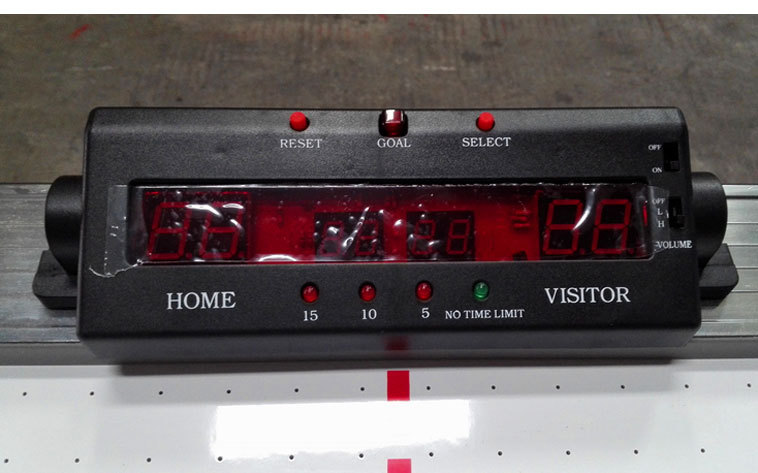 RESET GOAL SELECT
OFF
ON
OFF
L
H
VOLUME
HOME VISITOR
15 10 5 NO TIME LIMIT